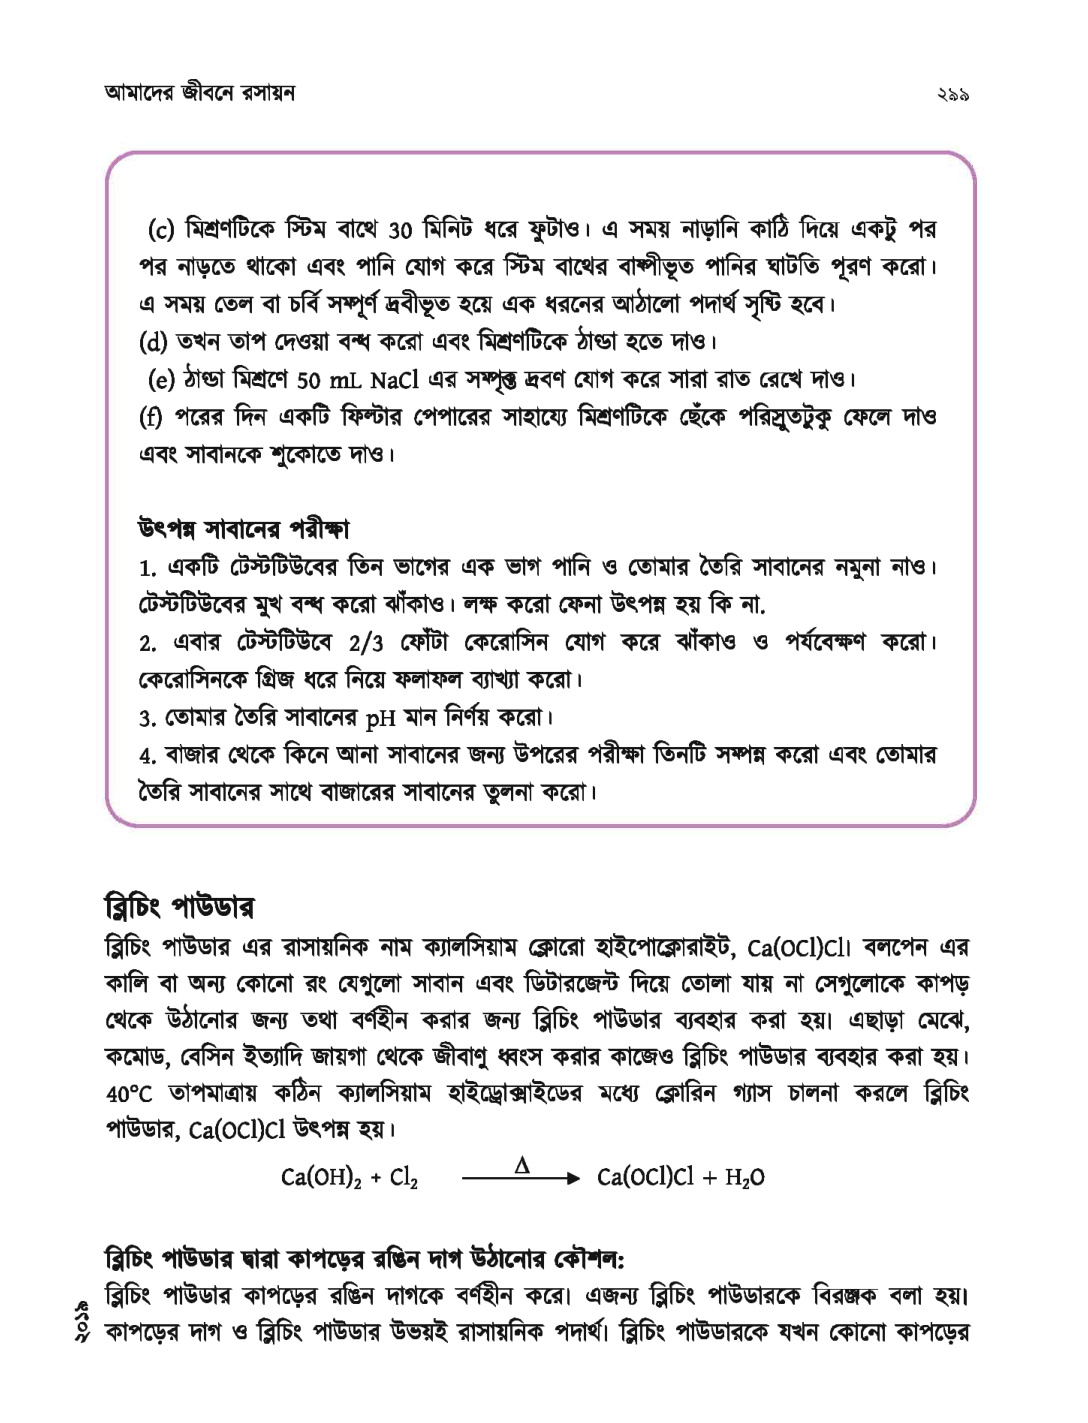 আমাদের জীবনে রসায়ন ২৯৯
(c) মিশ্রণটিকে স্টিম বাথে 30 মিনিট ধরে ফুটাও। এ সময় নাড়ানি কাঠি দিয়ে একটু পর
পর নাড়তে থাকো এবং পানি যোগ করে স্টিম বাথের বাষ্পীভূত পানির ঘাটতি পূরণ করো।
এ সময় তেল বা চর্বি সম্পূর্ণ দ্রবীভূত হয়ে এক ধরনের আঠালো পদার্থ সৃষ্টি হবে।
(d) তখন তাপ দেওয়া বন্ধ করো এবং মিশ্রণটিকে ঠাণ্ডা হতে দাও।
(e) ঠাণ্ডা মিশ্রণে 50 mL NaCl এর সম্পৃক্ত দ্রবণ যোগ করে সারা রাত রেখে দাও।
(f) পরের দিন একটি ফিল্টার পেপারের সাহায্যে মিশ্রণটিকে ছেঁকে পরিস্রুতটুকু ফেলে দাও
এবং সাবানকে শুকোতে দাও।
উৎপন্ন সাবানের পরীক্ষা
1. একটি টেস্টটিউবের তিন ভাগের এক ভাগ পানি ও তোমার তৈরি সাবানের নমুনা নাও।
টেস্টটিউবের মুখ বন্ধ করো ঝাঁকাও। লক্ষ করো ফেনা উৎপন্ন হয় কি না.
2. এবার টেস্টটিউবে 2/3 ফোঁটা কেরোসিন যোগ করে ঝাঁকাও ও পর্যবেক্ষণ করো।
কেরোসিনকে গ্রিজ ধরে নিয়ে ফলাফল ব্যাখ্যা করো।
3. তোমার তৈরি সাবানের pH মান নির্ণয় করো।
4. বাজার থেকে কিনে আনা সাবানের জন্য উপরের পরীক্ষা তিনটি সম্পন্ন করো এবং তোমার
তৈরি সাবানের সাথে বাজারের সাবানের তুলনা করো।
ব্লিচিং পাউডার
ব্লিচিং পাউডার এর রাসায়নিক নাম ক্যালসিয়াম ক্লোরো হাইপোক্লোরাইট, Ca(OCl)Cl। বলপেন এর
কালি বা অন্য কোনো রং যেগুলো সাবান এবং ডিটারজেন্ট দিয়ে তোলা যায় না সেগুলোকে কাপড়
থেকে উঠানোর জন্য তথা বর্ণহীন করার জন্য ব্লিচিং পাউডার ব্যবহার করা হয়। এছাড়া মেঝে,
কমোড, বেসিন ইত্যাদি জায়গা থেকে জীবাণু ধ্বংস করার কাজেও ব্লিচিং পাউডার ব্যবহার করা হয়।
40°C তাপমাত্রায় কঠিন ক্যালসিয়াম হাইড্রোক্সাইডের মধ্যে ক্লোরিন গ্যাস চালনা করলে ব্লিচিং
পাউডার, Ca(OCl)Cl উৎপন্ন হয়।
Ca(OH)₂ + Cl₂ —Δ→ Ca(OCl)Cl + H₂O
ব্লিচিং পাউডার দ্বারা কাপড়ের রঙিন দাগ উঠানোর কৌশল:
ব্লিচিং পাউডার কাপড়ের রঙিন দাগকে বর্ণহীন করে। এজন্য ব্লিচিং পাউডারকে বিরঞ্জক বলা হয়।
কাপড়ের দাগ ও ব্লিচিং পাউডার উভয়ই রাসায়নিক পদার্থ। ব্লিচিং পাউডারকে যখন কোনো কাপড়ের
২০১৯